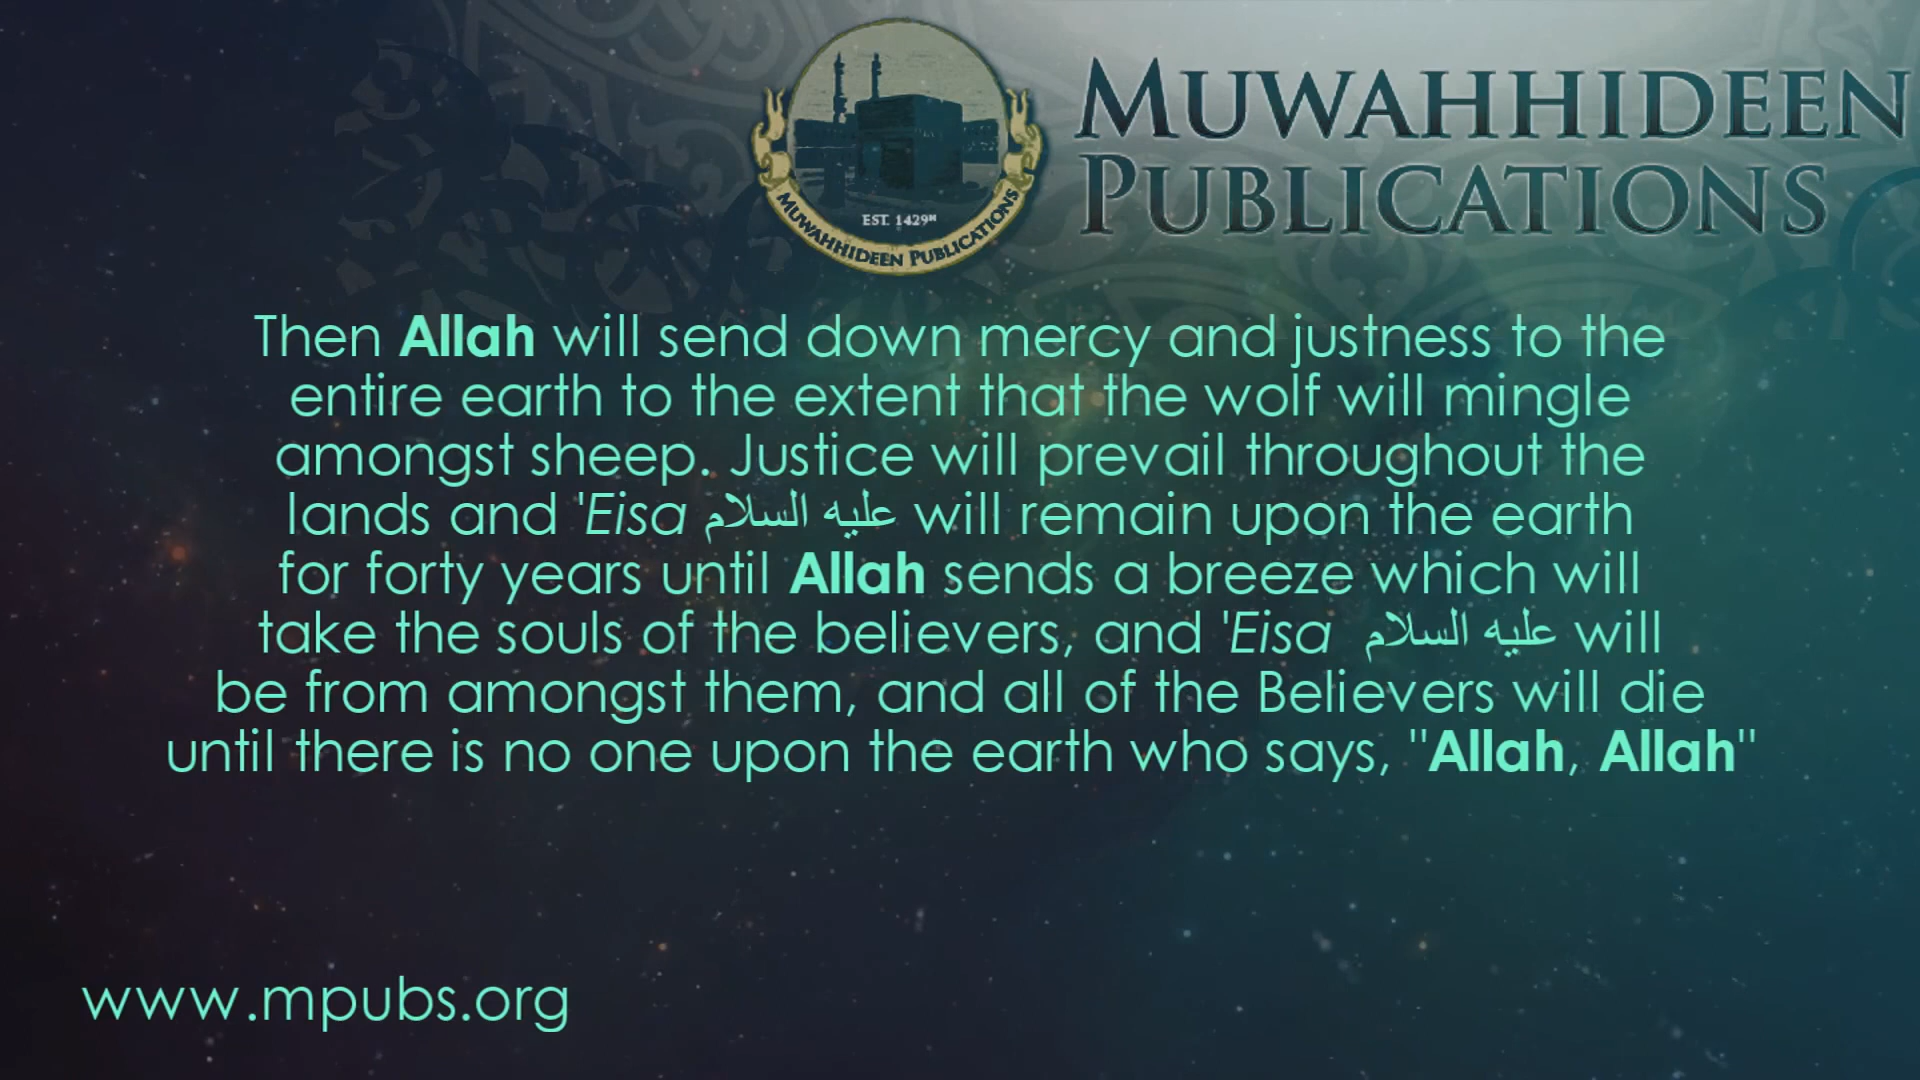 MUWAHHIDEEN
PUBLICATIONS
EST. 1429H
MUWAHHIDEEN PUBLICATIONS
Then Allah will send down mercy and justness to the
entire earth to the extent that the wolf will mingle
amongst sheep. Justice will prevail throughout the
lands and 'Eisa عليه السلام will remain upon the earth
for forty years until Allah sends a breeze which will
take the souls of the believers, and 'Eisa عليه السلام will
be from amongst them, and all of the Believers will die
until there is no one upon the earth who says, "Allah, Allah"
www.mpubs.org